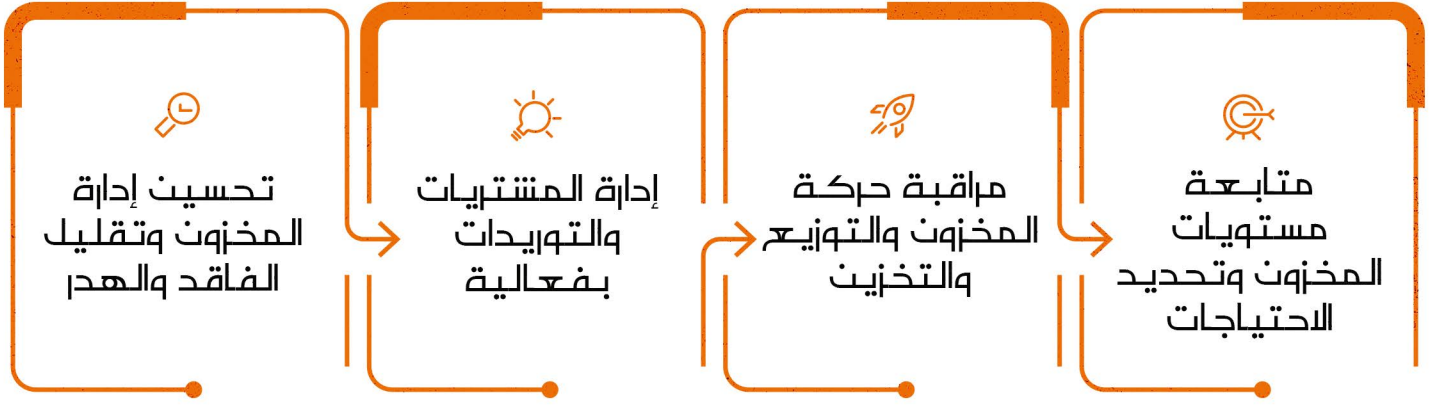 متابعة
مستويات
المخزون وتحديد
الاحتياجات
مراقبة حركة
المخزون والتوزيع
والتخزين
إدارة المشتريات
والتوريدات
بفعالية
تحسين إدارة
المخزون وتقليل
الفاقد والهدر